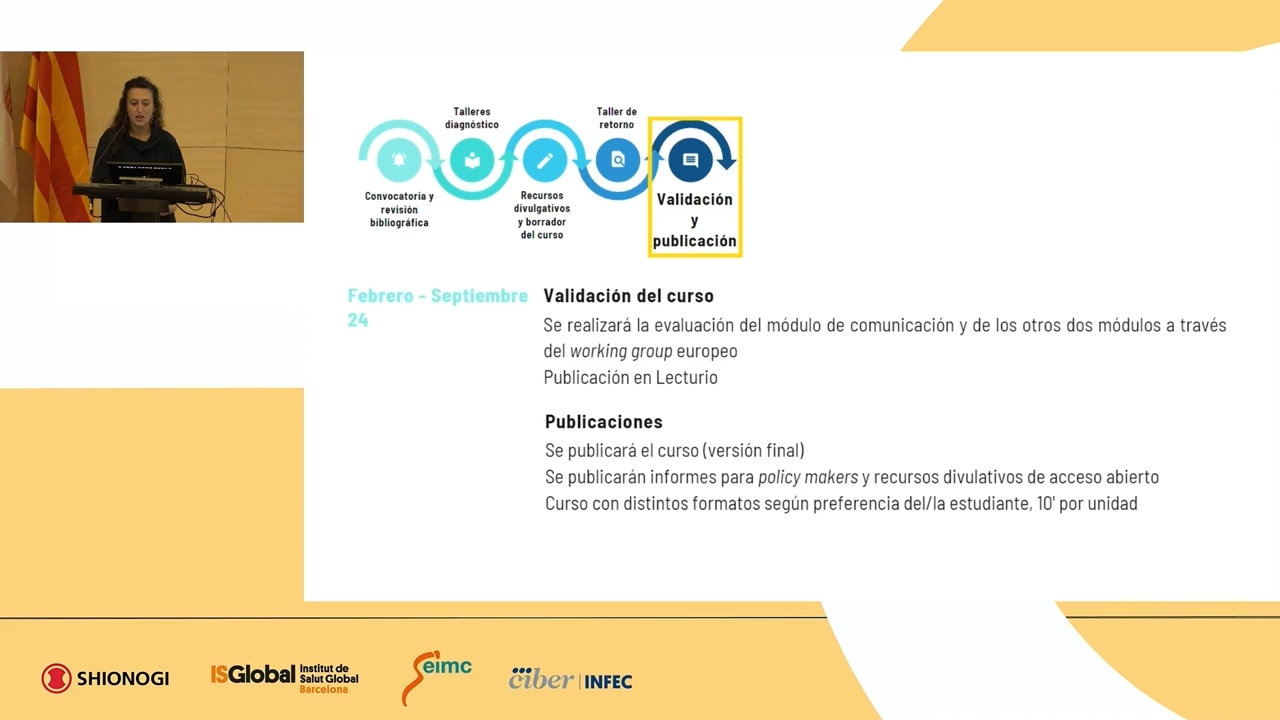 Talleres
diagnóstico
Taller de
retorno
Convocatoria y
revisión
bibliográfica
Recursos
divulgativos
y borrador
del curso
Validación
y
publicación
Febrero - Septiembre
24
Validación del curso
Se realizará la evaluación del módulo de comunicación y de los otros dos módulos a través
del working group europeo
Publicación en Lecturio
Publicaciones
Se publicará el curso (versión final)
Se publicarán informes para policy makers y recursos divulativos de acceso abierto
Curso con distintos formatos según preferencia del/la estudiante, 10' por unidad
SHIONOGI
ISGlobal Institut de
Salut Global
Barcelona
Seimc
ciber | INFEC